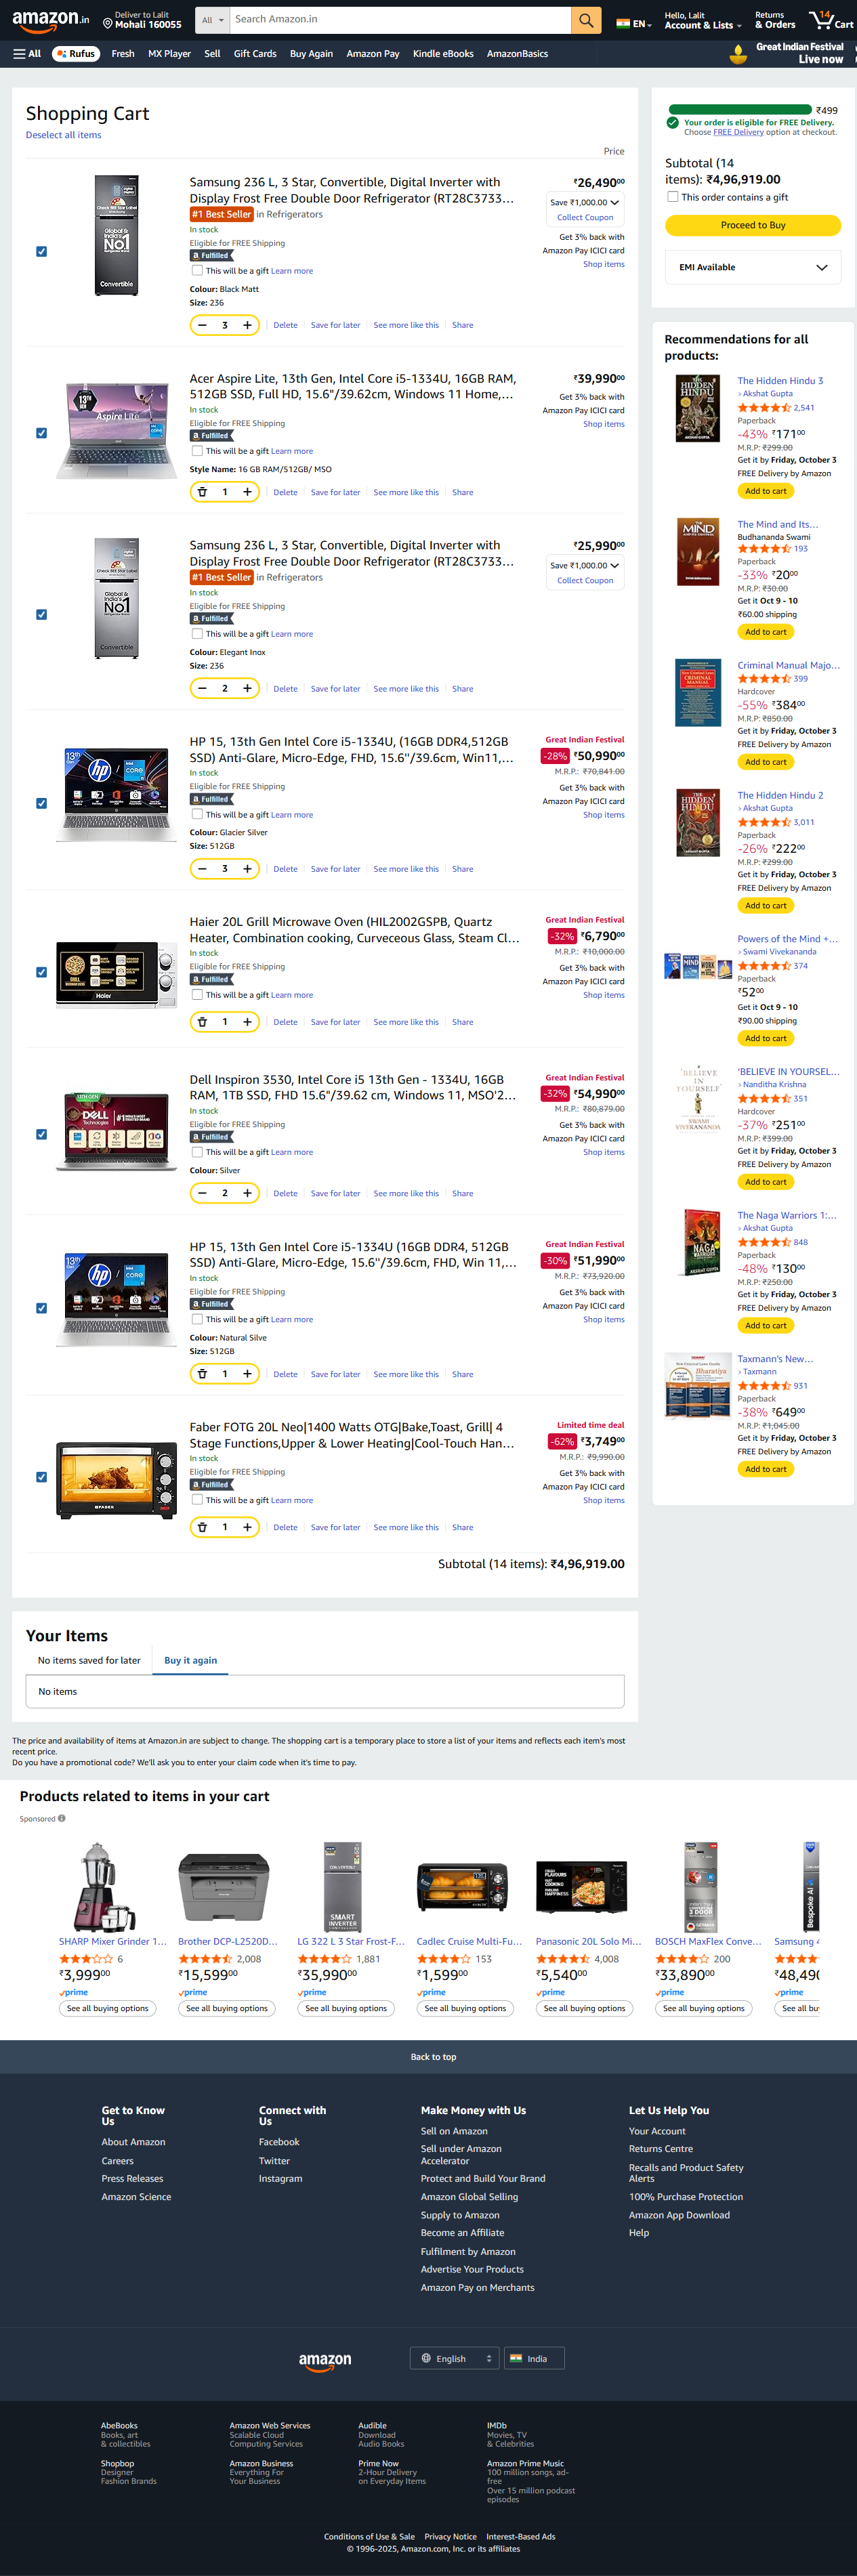 amazon.in
Deliver to Lalit
Mohali 160055
All
Search Amazon.in
EN
Hello, Lalit
Account & Lists
Returns
& Orders
14
Cart
All
Rufus
Fresh
MX Player
Sell
Gift Cards
Buy Again
Amazon Pay
Kindle eBooks
AmazonBasics
Great Indian Festival
Live now
Shopping Cart
Deselect all items
Price
Samsung 236 L, 3 Star, Convertible, Digital Inverter with
Display Frost Free Double Door Refrigerator (RT28C3733...
#1 Best Seller in Refrigerators
In stock
Eligible for FREE Shipping
Fulfilled
This will be a gift Learn more
Colour: Black Matt
Size: 236
3
Delete
Save for later
See more like this
Share
₹26,490.00
Save ₹1,000.00
Collect Coupon
Get 3% back with
Amazon Pay ICICI card
Shop items
Acer Aspire Lite, 13th Gen, Intel Core i5-1334U, 16GB RAM,
512GB SSD, Full HD, 15.6"/39.62cm, Windows 11 Home,...
In stock
Eligible for FREE Shipping
Fulfilled
This will be a gift Learn more
Style Name: 16 GB RAM/512GB/ MSO
1
Delete
Save for later
See more like this
Share
₹39,990.00
Get 3% back with
Amazon Pay ICICI card
Shop items
Samsung 236 L, 3 Star, Convertible, Digital Inverter with
Display Frost Free Double Door Refrigerator (RT28C3733...
#1 Best Seller in Refrigerators
In stock
Eligible for FREE Shipping
Fulfilled
This will be a gift Learn more
Colour: Elegant Inox
Size: 236
2
Delete
Save for later
See more like this
Share
₹25,990.00
Save ₹1,000.00
Collect Coupon
HP 15, 13th Gen Intel Core i5-1334U, (16GB DDR4,512GB
SSD) Anti-Glare, Micro-Edge, FHD, 15.6"/39.6cm, Win11,...
In stock
Eligible for FREE Shipping
Fulfilled
This will be a gift Learn more
Colour: Glacier Silver
Size: 512GB
3
Delete
Save for later
See more like this
Share
Great Indian Festival
-28% ₹50,990.00
M.R.P.: ₹70,841.00
Get 3% back with
Amazon Pay ICICI card
Shop items
Haier 20L Grill Microwave Oven (HIL2002GSPB, Quartz
Heater, Combination cooking, Curveceous Glass, Steam Cl...
In stock
Eligible for FREE Shipping
Fulfilled
This will be a gift Learn more
1
Delete
Save for later
See more like this
Share
Great Indian Festival
-32% ₹6,790.00
M.R.P.: ₹10,000.00
Get 3% back with
Amazon Pay ICICI card
Shop items
Dell Inspiron 3530, Intel Core i5 13th Gen - 1334U, 16GB
RAM, 1TB SSD, FHD 15.6"/39.62 cm, Windows 11, MSO'2...
In stock
Eligible for FREE Shipping
Fulfilled
This will be a gift Learn more
Colour: Silver
2
Delete
Save for later
See more like this
Share
Great Indian Festival
-32% ₹54,990.00
M.R.P.: ₹80,879.00
Get 3% back with
Amazon Pay ICICI card
Shop items
HP 15, 13th Gen Intel Core i5-1334U (16GB DDR4, 512GB
SSD) Anti-Glare, Micro-Edge, 15.6"/39.6cm, FHD, Win 11,...
In stock
Eligible for FREE Shipping
Fulfilled
This will be a gift Learn more
Colour: Natural Silve
Size: 512GB
1
Delete
Save for later
See more like this
Share
Great Indian Festival
-30% ₹51,990.00
M.R.P.: ₹73,920.00
Get 3% back with
Amazon Pay ICICI card
Shop items
Faber FOTG 20L Neo|1400 Watts OTG|Bake,Toast, Grill| 4
Stage Functions,Upper & Lower Heating|Cool-Touch Han...
In stock
Eligible for FREE Shipping
Fulfilled
This will be a gift Learn more
1
Delete
Save for later
See more like this
Share
Limited time deal
-62% ₹3,749.00
M.R.P.: ₹9,990.00
Get 3% back with
Amazon Pay ICICI card
Shop items
Subtotal (14 items): ₹4,96,919.00
₹499
Your order is eligible for FREE Delivery.
Choose FREE Delivery option at checkout.
Subtotal (14
items): ₹4,96,919.00
This order contains a gift
Proceed to Buy
EMI Available
Recommendations for all
products:
The Hidden Hindu 3
› Akshat Gupta
2,541
Paperback
-43% ₹171.00
M.R.P: ₹299.00
Get it by Friday, October 3
FREE Delivery by Amazon
Add to cart
The Mind and Its...
Budhananda Swami
193
Paperback
-33% ₹20.00
M.R.P: ₹30.00
Get it Oct 9 - 10
₹60.00 shipping
Add to cart
Criminal Manual Majo...
399
Hardcover
-55% ₹384.00
M.R.P: ₹850.00
Get it by Friday, October 3
FREE Delivery by Amazon
Add to cart
The Hidden Hindu 2
› Akshat Gupta
3,011
Paperback
-26% ₹222.00
M.R.P: ₹299.00
Get it by Friday, October 3
FREE Delivery by Amazon
Add to cart
Powers of the Mind +...
› Swami Vivekananda
374
Paperback
₹52.00
Get it Oct 9 - 10
₹90.00 shipping
Add to cart
'BELIEVE IN YOURSEL...
› Nanditha Krishna
351
Hardcover
-37% ₹251.00
M.R.P: ₹399.00
Get it by Friday, October 3
FREE Delivery by Amazon
Add to cart
The Naga Warriors 1:...
› Akshat Gupta
848
Paperback
-48% ₹130.00
M.R.P: ₹250.00
Get it by Friday, October 3
FREE Delivery by Amazon
Add to cart
Taxmann's New...
› Taxmann
931
Paperback
-38% ₹649.00
M.R.P: ₹1,045.00
Get it by Friday, October 3
FREE Delivery by Amazon
Add to cart
Your Items
No items saved for later
Buy it again
No items
The price and availability of items at Amazon.in are subject to change. The shopping cart is a temporary place to store a list of your items and reflects each item's most
recent price.
Do you have a promotional code? We'll ask you to enter your claim code when it's time to pay.
Products related to items in your cart
Sponsored
SHARP Mixer Grinder 1...
6
₹3,999.00
prime
See all buying options
Brother DCP-L2520D...
2,008
₹15,599.00
prime
See all buying options
LG 322 L 3 Star Frost-F...
1,881
₹35,990.00
prime
See all buying options
Cadlec Cruise Multi-Fu...
153
₹1,599.00
prime
See all buying options
Panasonic 20L Solo Mi...
4,008
₹5,540.00
prime
See all buying options
BOSCH MaxFlex Conve...
200
₹33,890.00
prime
See all buying options
Samsung 4
₹48,490
prime
See all bu
Back to top
Get to Know
Us
About Amazon
Careers
Press Releases
Amazon Science
Connect with
Us
Facebook
Twitter
Instagram
Make Money with Us
Sell on Amazon
Sell under Amazon
Accelerator
Protect and Build Your Brand
Amazon Global Selling
Supply to Amazon
Become an Affiliate
Fulfilment by Amazon
Advertise Your Products
Amazon Pay on Merchants
Let Us Help You
Your Account
Returns Centre
Recalls and Product Safety
Alerts
100% Purchase Protection
Amazon App Download
Help
amazon
English
India
AbeBooks
Books, art
& collectibles
Amazon Web Services
Scalable Cloud
Computing Services
Audible
Download
Audio Books
IMDb
Movies, TV
& Celebrities
Shopbop
Designer
Fashion Brands
Amazon Business
Everything For
Your Business
Prime Now
2-Hour Delivery
on Everyday Items
Amazon Prime Music
100 million songs, ad-
free
Over 15 million podcast
episodes
Conditions of Use & Sale
Privacy Notice
Interest-Based Ads
© 1996-2025, Amazon.com, Inc. or its affiliates